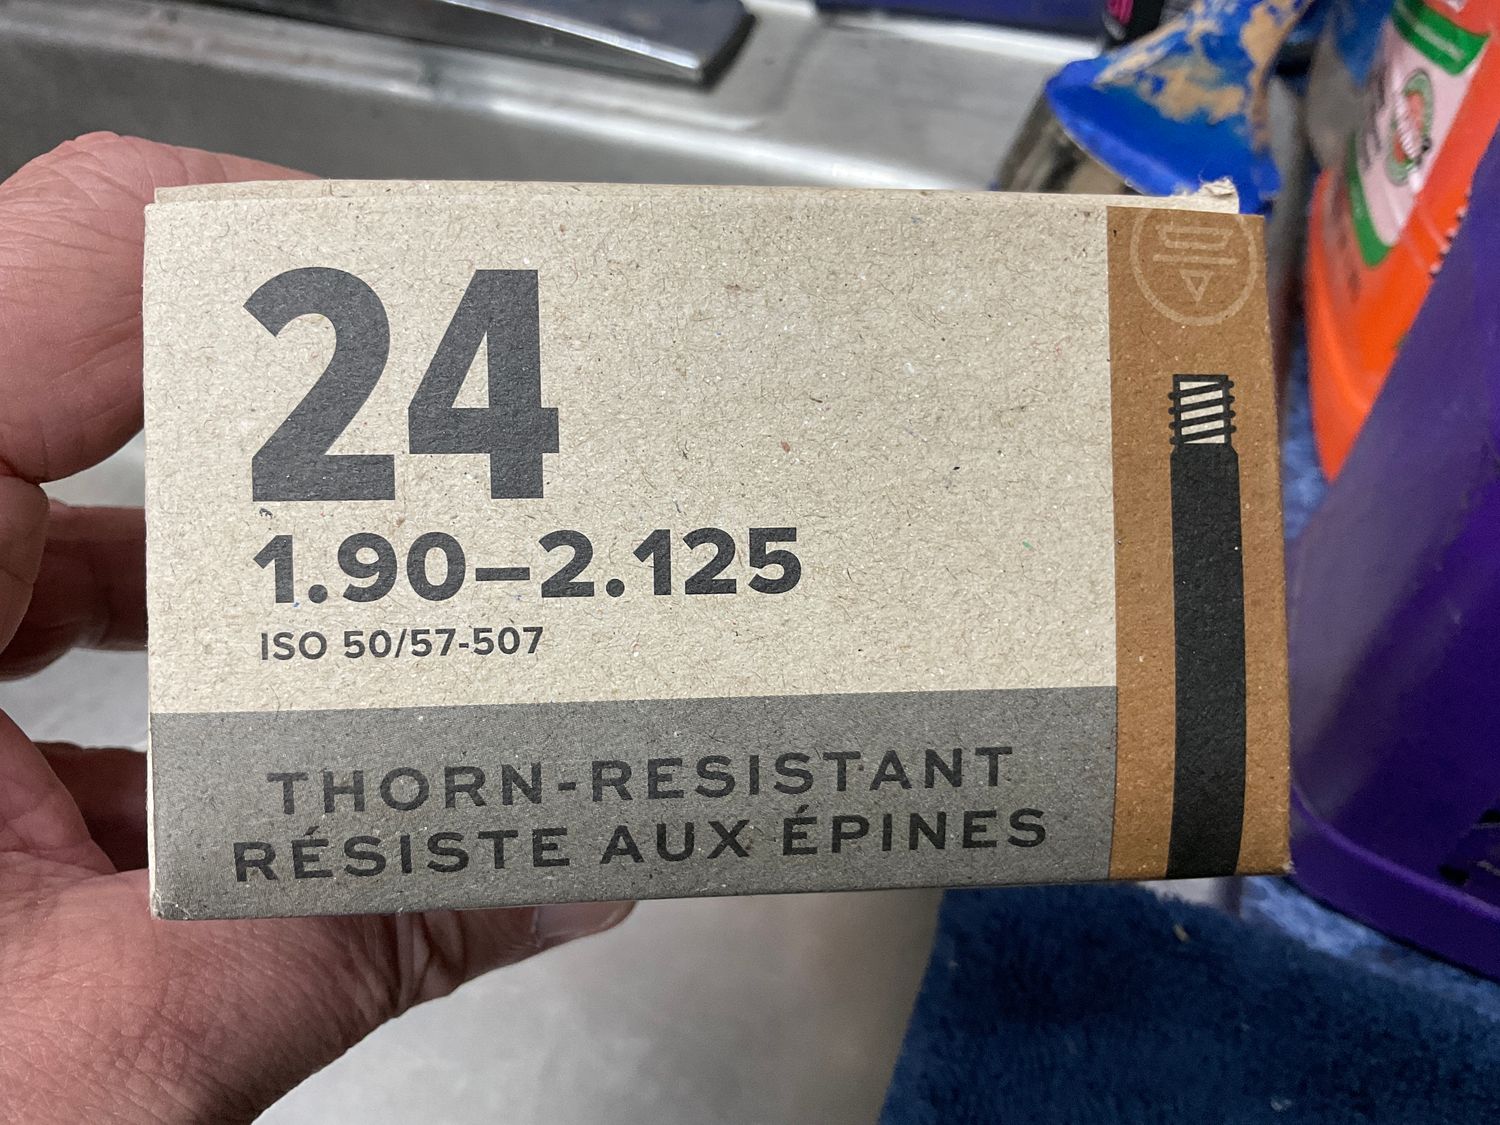 24
1.90–2.125
ISO 50/57-507
THORN-RESISTANT
RÉSISTE AUX ÉPINES